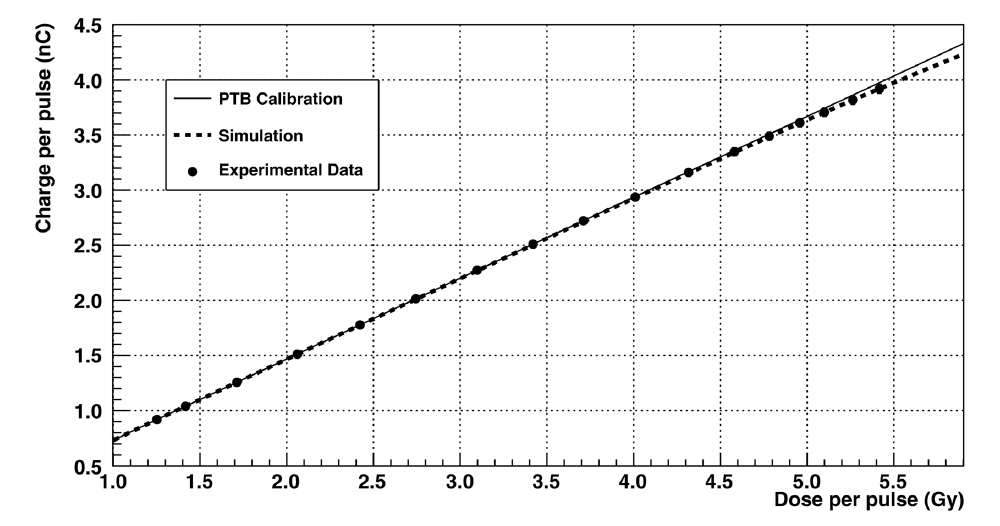 Charge per pulse (nC)
4.5
4.0
3.5
3.0
2.5
2.0
1.5
1.0
0.5
PTB Calibration
Simulation
Experimental Data
1.0 1.5 2.0 2.5 3.0 3.5 4.0 4.5 5.0 5.5
Dose per pulse (Gy)